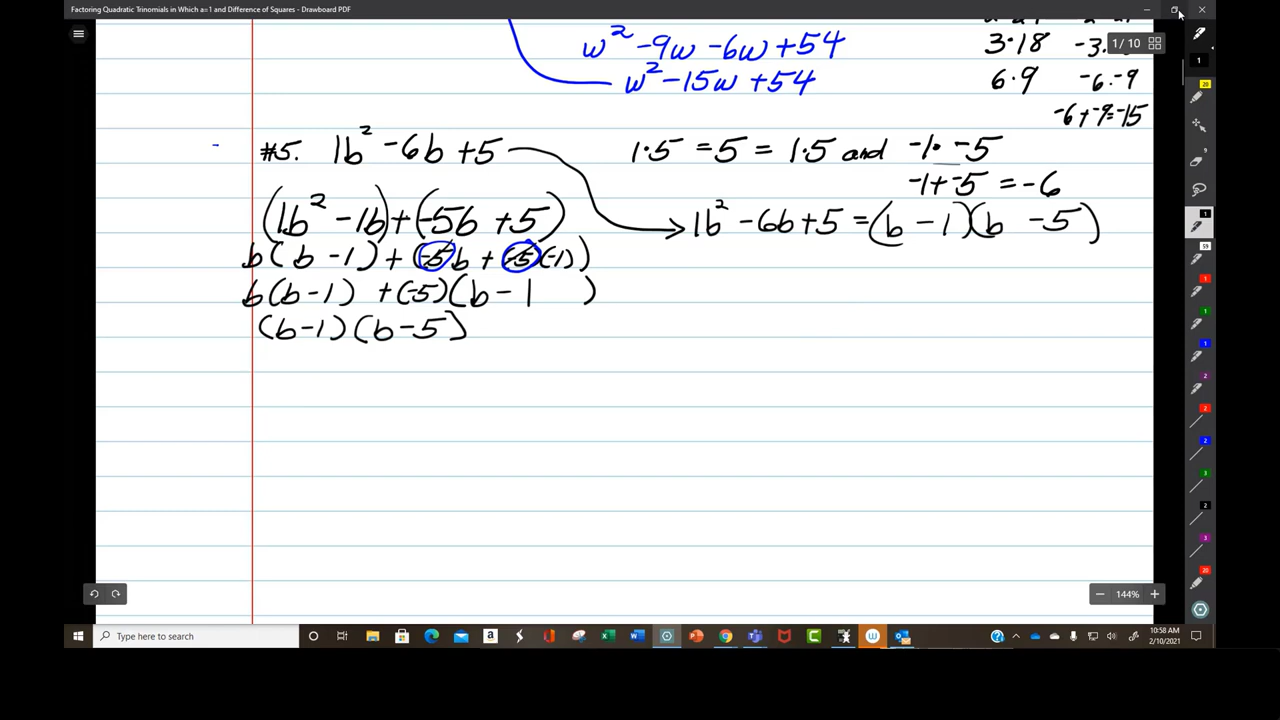 Factoring Quadratic Trinomials in Which a=1 and Difference of Squares - Drawboard PDF
1 / 10
w² -9w -6w +54
3·18 -3·
w² -15w +54
6·9 -6·-9
-6+-9=-15
#5. 1b² -6b +5
1·5 = 5 = 1·5 and -1·-5
-1+-5 = -6
(1b² -1b)+(-5b +5)
1b² -6b +5 = (b -1)(b -5)
b(b -1) + (-5b + -5(-1))
b(b-1) +(-5)(b-1 )
(b-1)(b-5)
144%
Type here to search
10:58 AM
2/10/2021